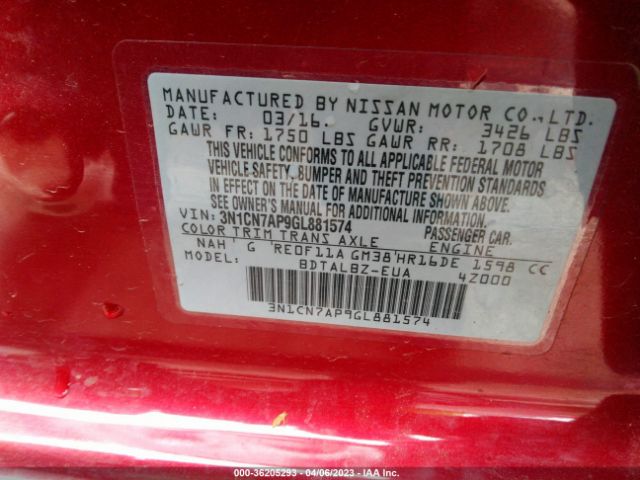 MANUFACTURED BY NISSAN MOTOR CO.,LTD.
DATE: 03/16. GVWR: 3426 LBS
GAWR FR: 1750 LBS GAWR RR: 1708 LBS
THIS VEHICLE CONFORMS TO ALL APPLICABLE FEDERAL MOTOR
VEHICLE SAFETY, BUMPER AND THEFT PREVENTION STANDARDS
IN EFFECT ON THE DATE OF MANUFACTURE SHOWN ABOVE.
SEE OWNER'S MANUAL FOR ADDITIONAL INFORMATION.
VIN: 3N1CN7AP9GL881574 PASSENGER CAR.
COLOR TRIM TRANS AXLE ENGINE
NAH' G 'RE0F11A GM38'HR16DE 1598 CC
MODEL: BDTALBZ-EUA 4Z000
3N1CN7AP9GL881574
000-36205293 - 04/06/2023 - IAA Inc.